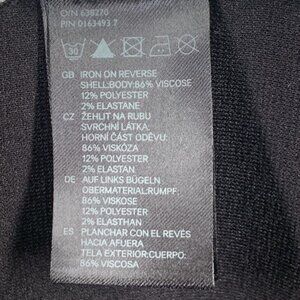 O/N 638270
P/N 0163493 7
30
GB IRON ON REVERSE
SHELL:BODY:86% VISCOSE
12% POLYESTER
2% ELASTANE
CZ ŽEHLIT NA RUBU
SVRCHNI LÁTKA:
HORNÍ ČÁST ODĚVU:
86% VISKÓZA
12% POLYESTER
2% ELASTAN
DE AUF LINKS BÜGELN
OBERMATERIAL:RUMPF:
86% VISKOSE
12% POLYESTER
2% ELASTHAN
ES PLANCHAR CON EL REVÉS
HACIA AFUERA
TELA EXTERIOR:CUERPO:
86% VISCOSA